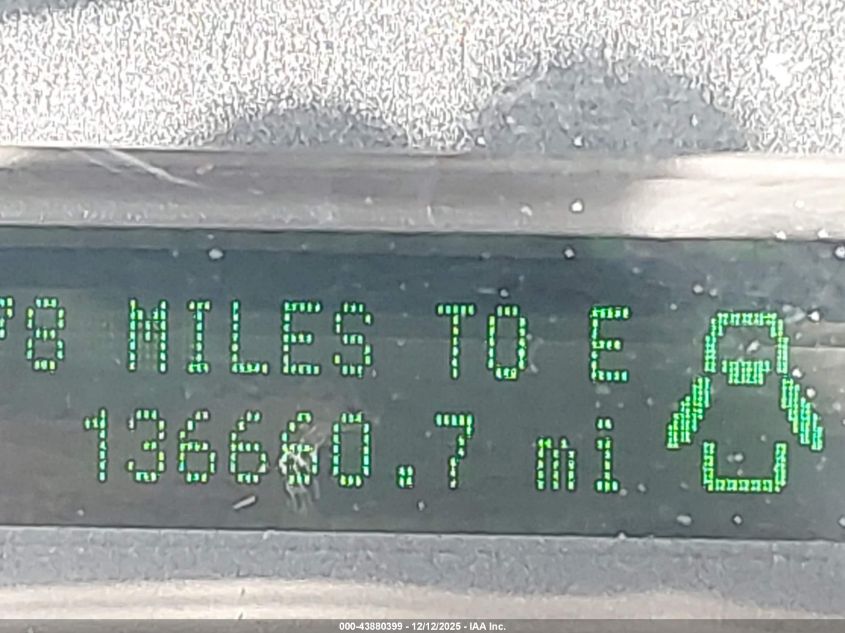 78 MILES TO E
136660.7 mi
000-43880399 - 12/12/2025 - IAA Inc.